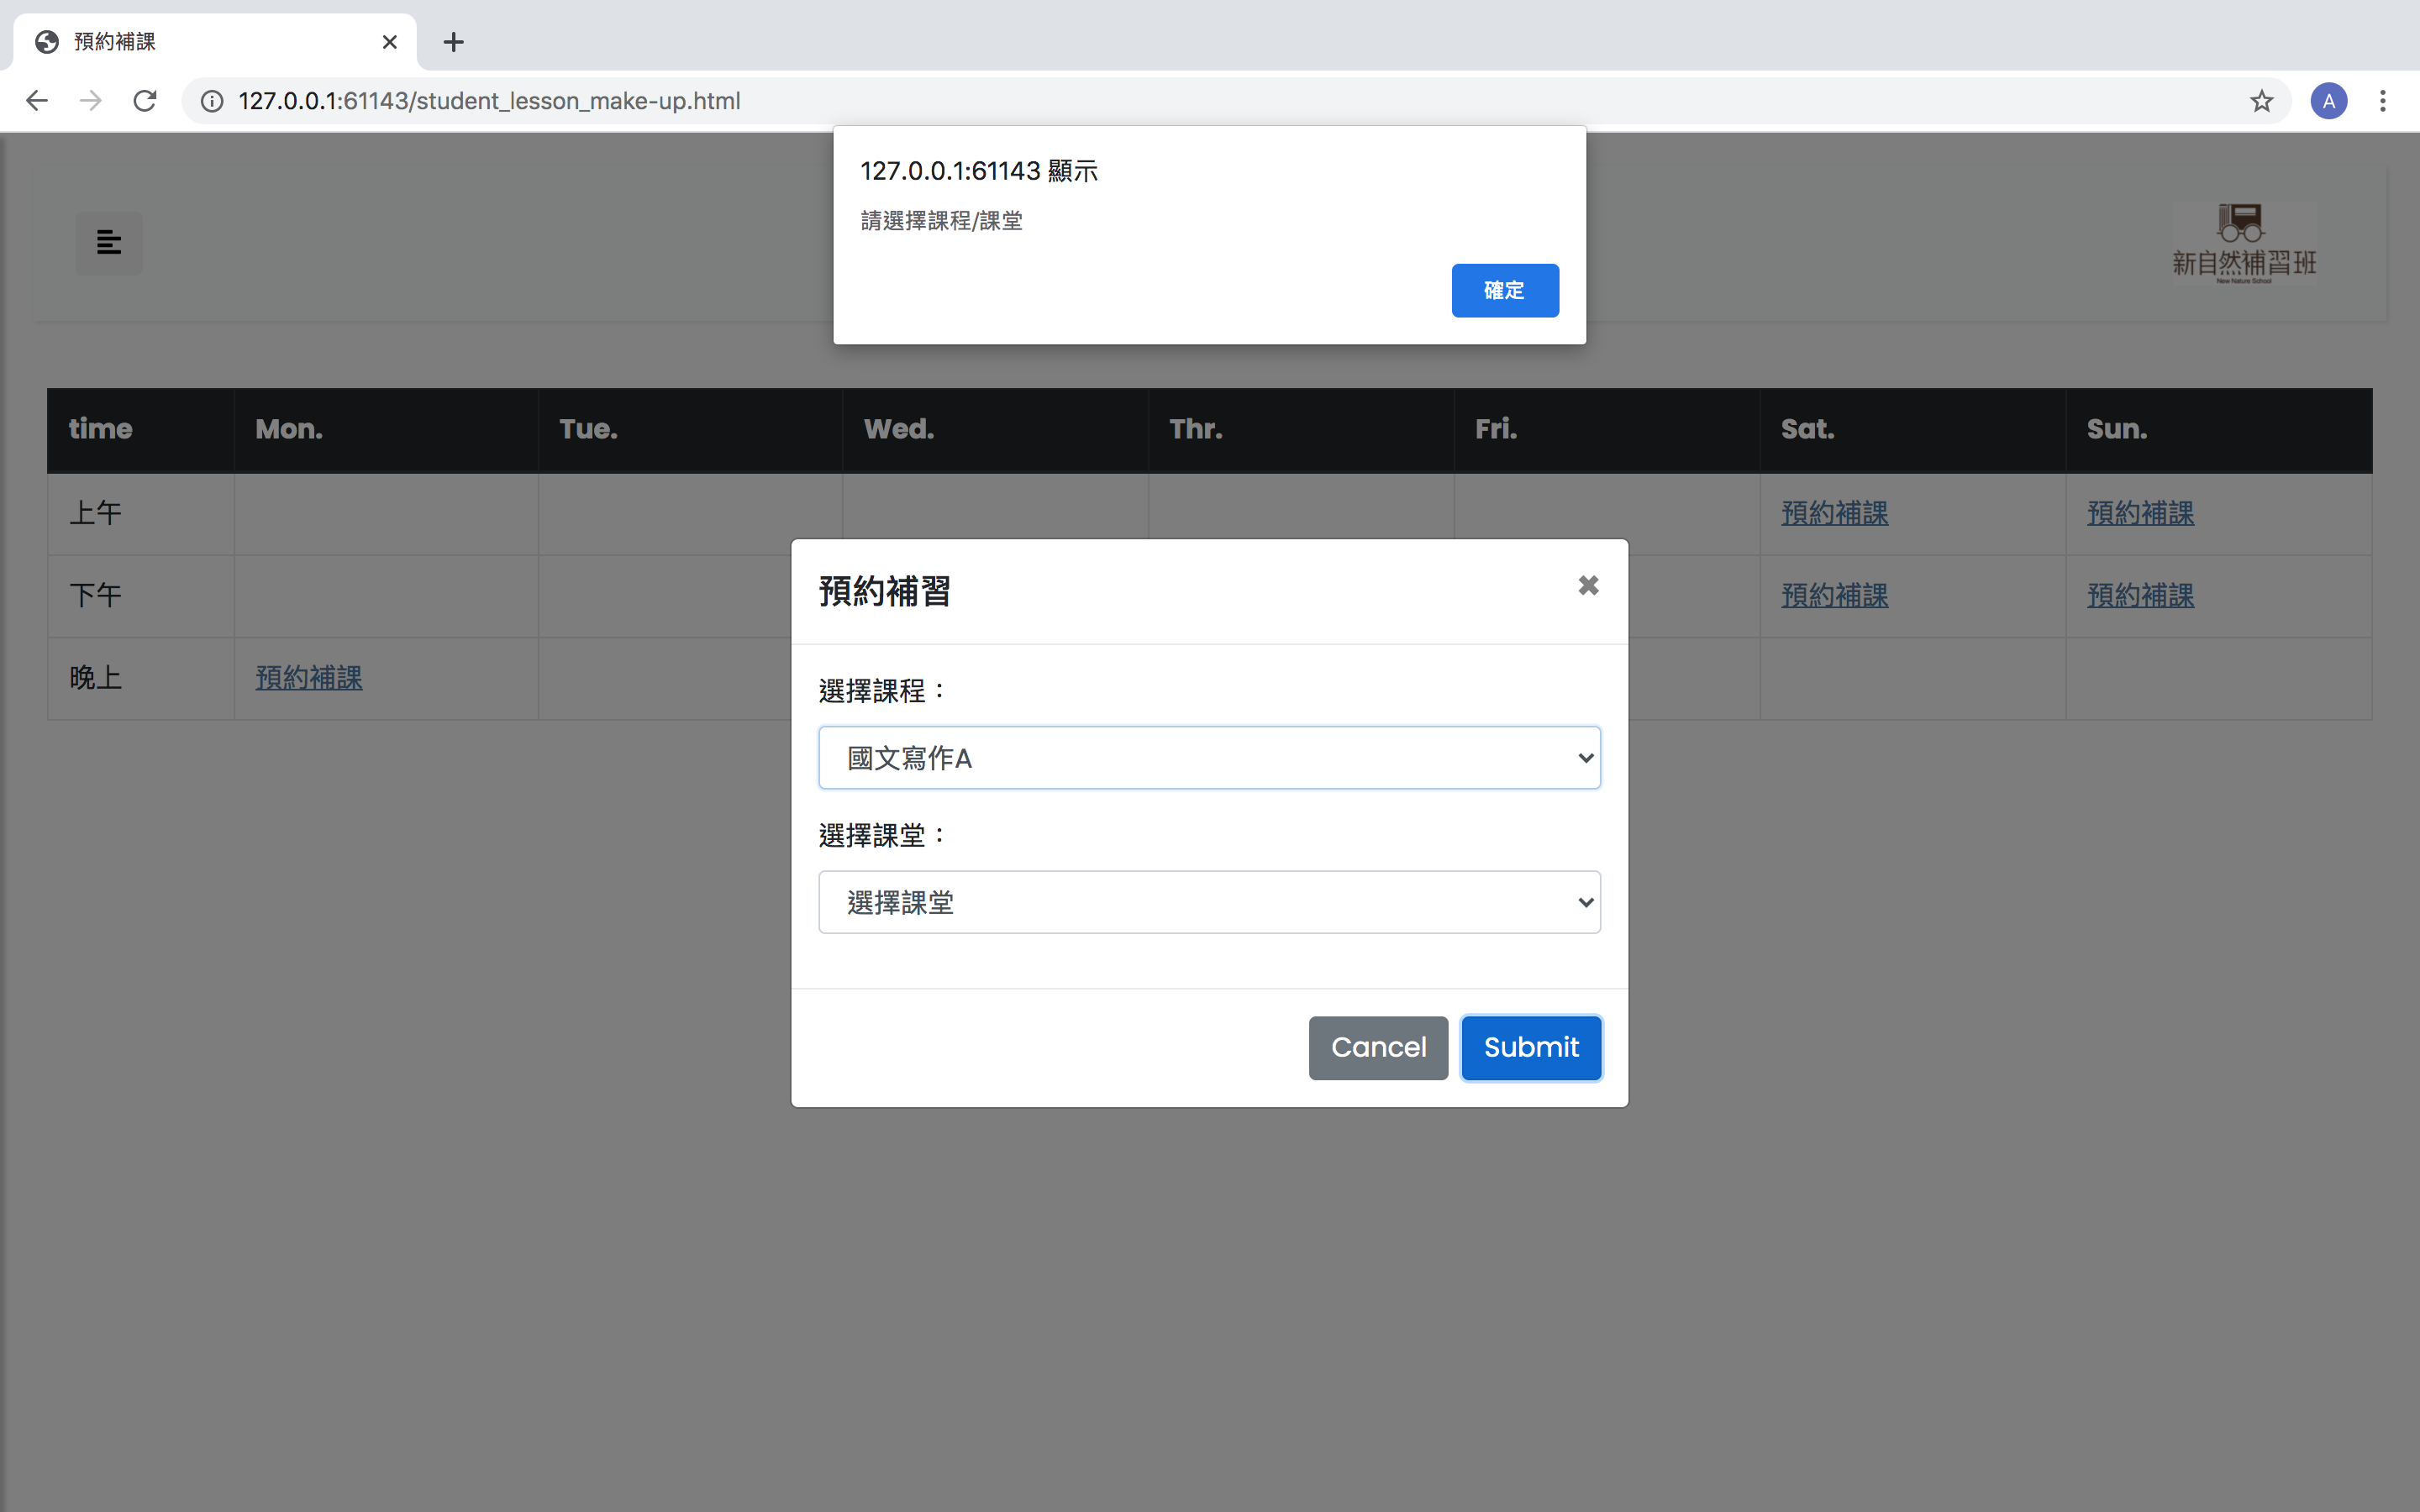 預約補課
127.0.0.1:61143/student_lesson_make-up.html
A
127.0.0.1:61143 顯示
請選擇課程/課堂
確定
新自然補習班
New Nature School
time Mon. Tue. Wed. Thr. Fri. Sat. Sun.
上午 預約補課 預約補課
下午 預約補課 預約補課
晚上 預約補課
預約補習
選擇課程：
國文寫作A
選擇課堂：
選擇課堂
Cancel Submit